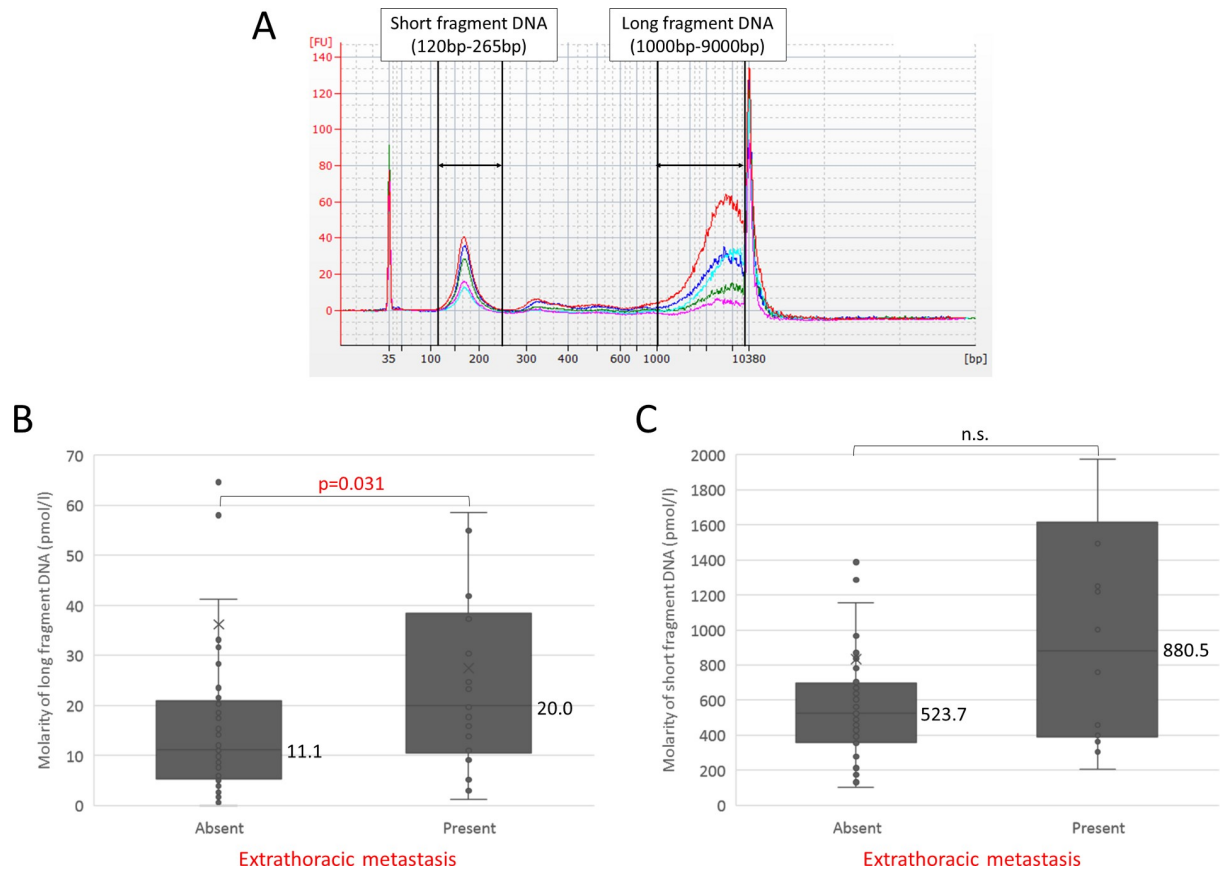 A
Short fragment DNA
(120bp-265bp)
Long fragment DNA
(1000bp-9000bp)
[FU]
140
120
100
80
60
40
20
0
35 100 200 300 400 600 1000 10380 [bp]
B
p=0.031
Molarity of long fragment DNA (pmol/l)
70
60
50
40
30
20
10
0
11.1
20.0
Absent Present
Extrathoracic metastasis
C
n.s.
Molarity of short fragment DNA (pmol/l)
2000
1800
1600
1400
1200
1000
800
600
400
200
0
523.7
880.5
Absent Present
Extrathoracic metastasis